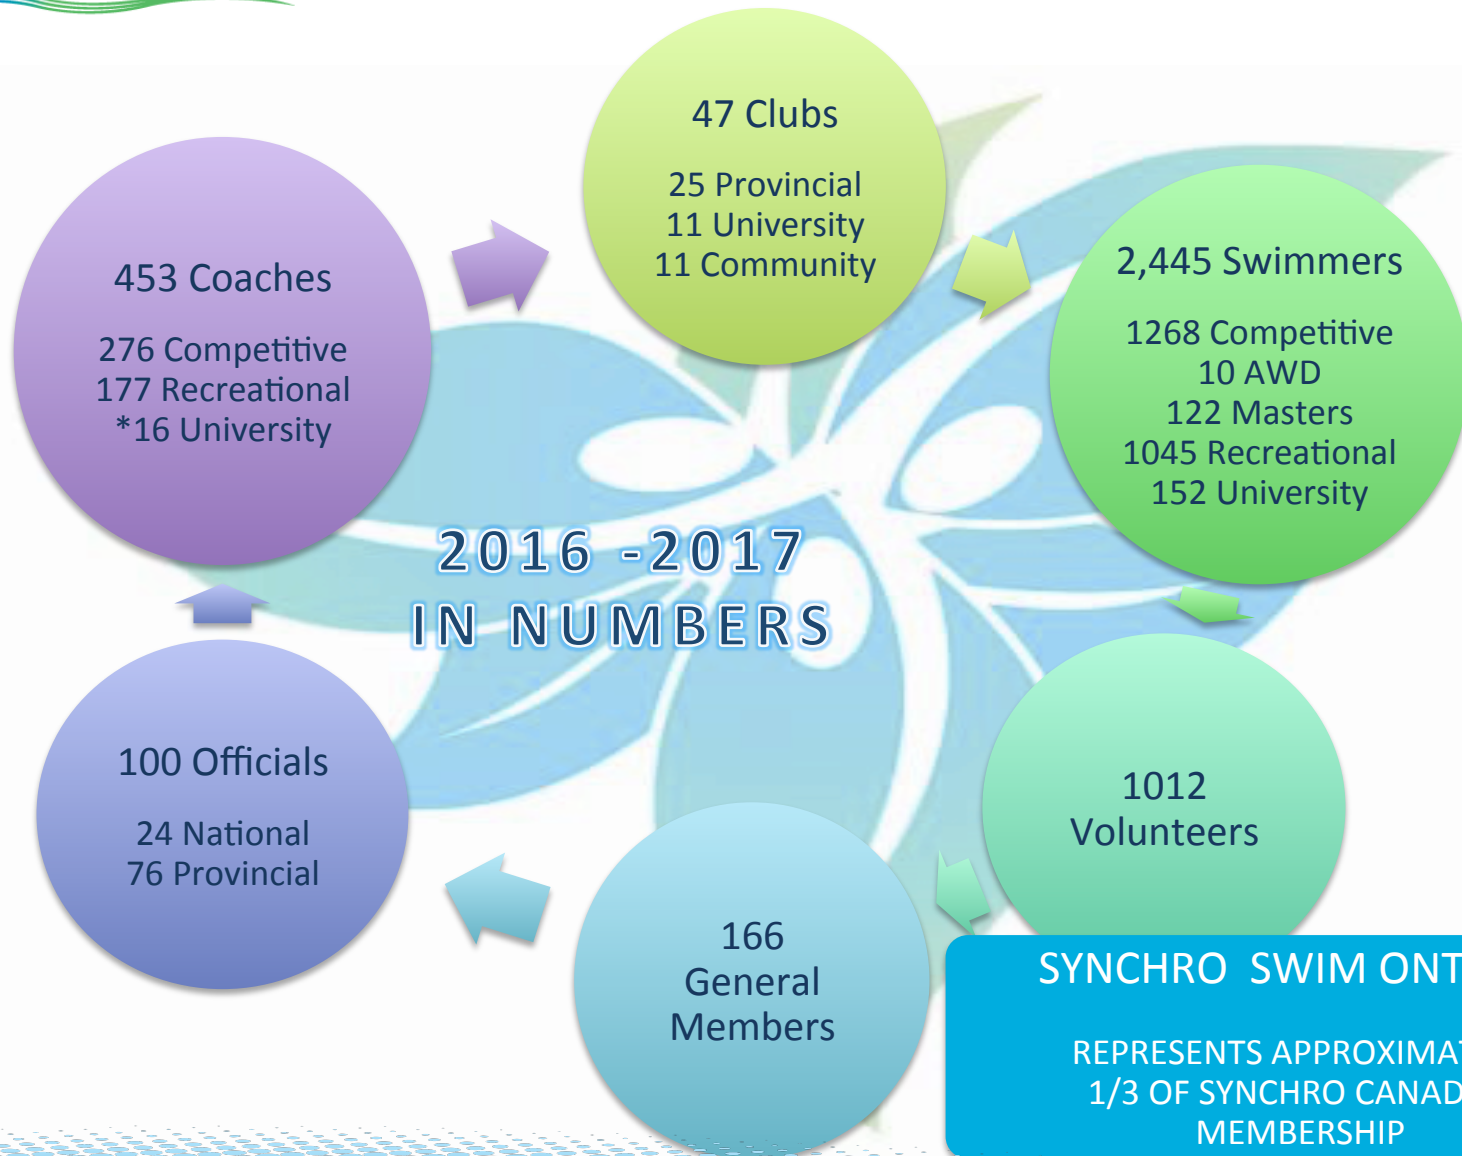 47 Clubs
25 Provincial
11 University
11 Community
2,445 Swimmers
1268 Competitive
10 AWD
122 Masters
1045 Recreational
152 University
1012
Volunteers
166
General
Members
100 Officials
24 National
76 Provincial
453 Coaches
276 Competitive
177 Recreational
*16 University
2016 -2017
IN NUMBERS
SYNCHRO SWIM ONT
REPRESENTS APPROXIMAT
1/3 OF SYNCHRO CANAD
MEMBERSHIP